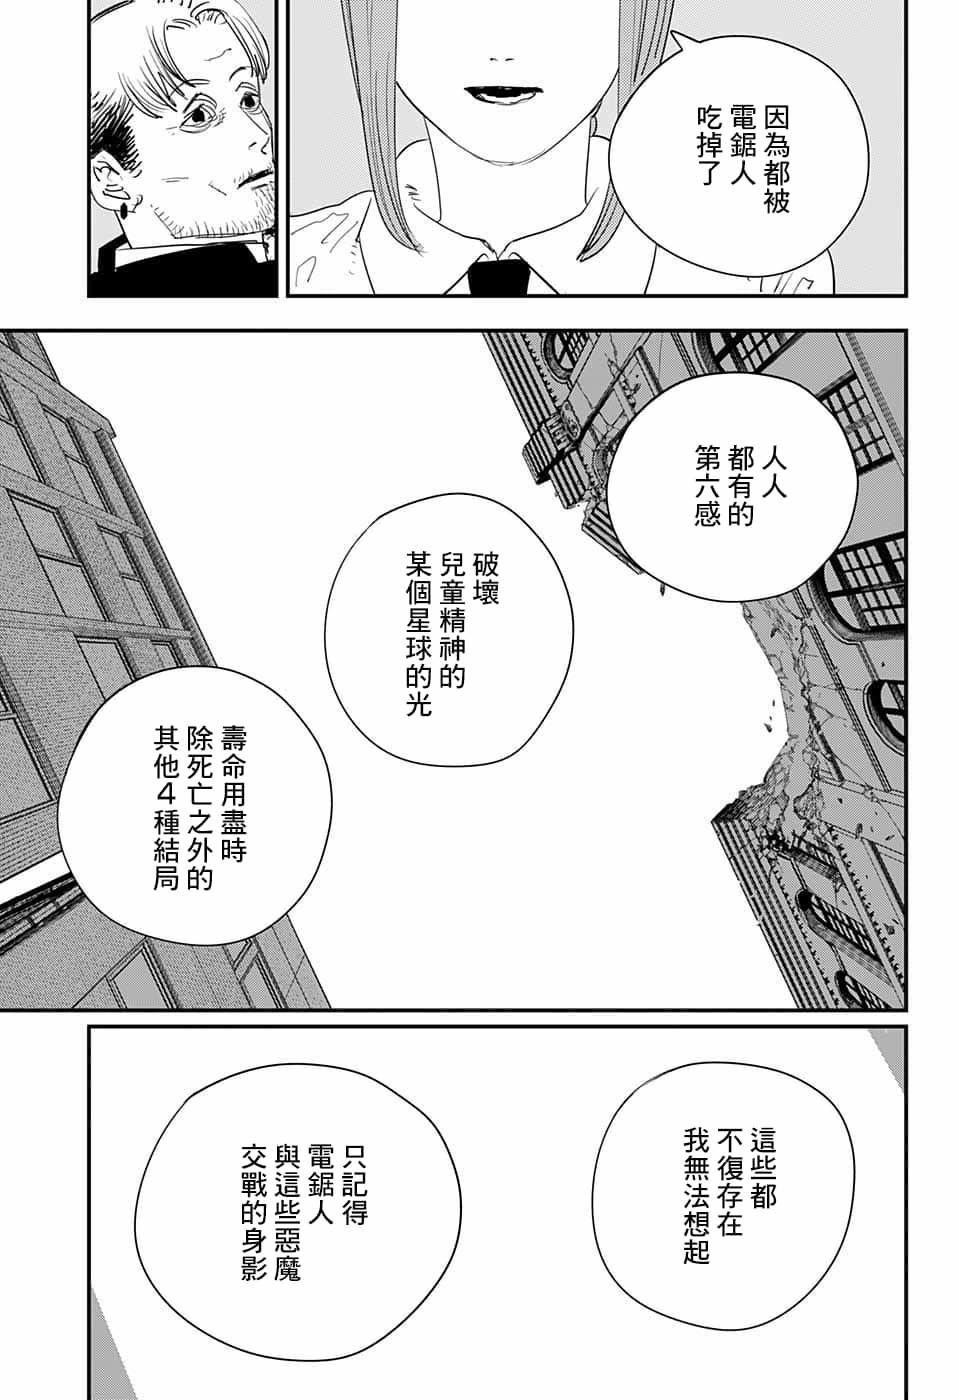 因為都被
電鋸人
吃掉了
人人
都有的
第六感
破壞
兒童精神的
某個星球的光
壽命用盡時
除死亡之外的
其他4種結局
這些都
不復存在
我無法想起
只記得
電鋸人
與這些惡魔
交戰的身影